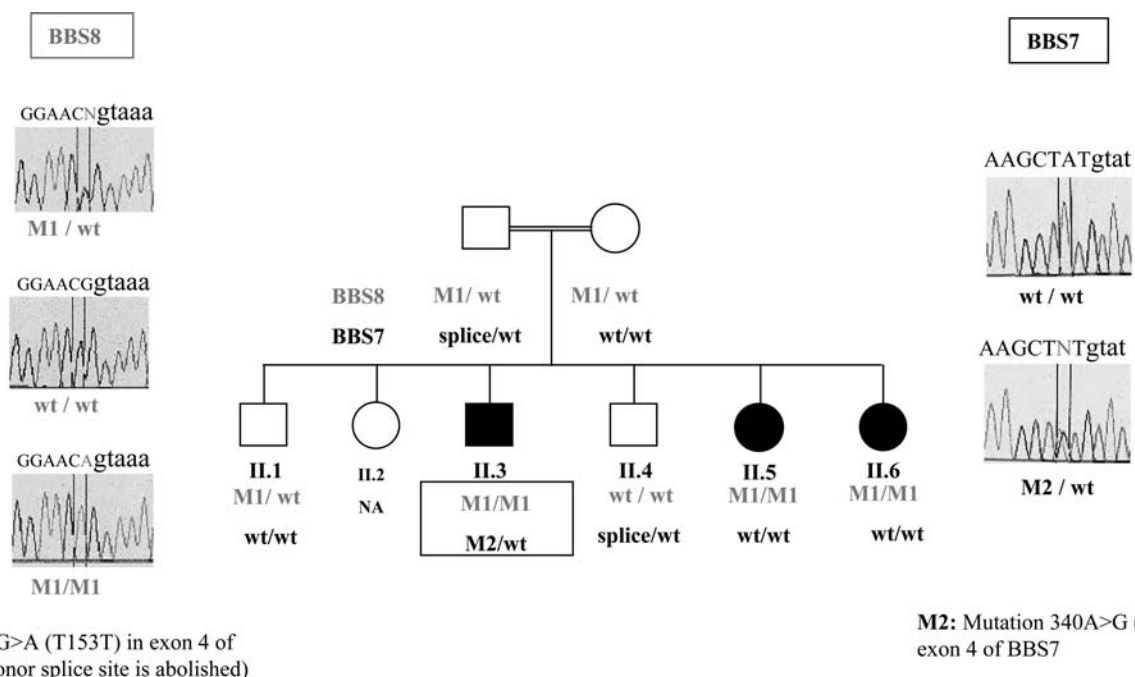 BBS8
GGAACNgtaaa
M1 / wt
GGAACGgtaaa
wt / wt
GGAACAgtaaa
M1/M1
G>A (T153T) in exon 4 of
onor splice site is abolished)
BBS8 M1/ wt M1/ wt
BBS7 splice/wt wt/wt
II.1 II.2 II.3 II.4 II.5 II.6
M1/ wt NA M1/M1 wt / wt M1/M1 M1/M1
wt/wt M2/wt splice/wt wt/wt wt/wt
BBS7
AAGCTATgtat
wt / wt
AAGCTNTgtat
M2 / wt
M2: Mutation 340A>G (
exon 4 of BBS7